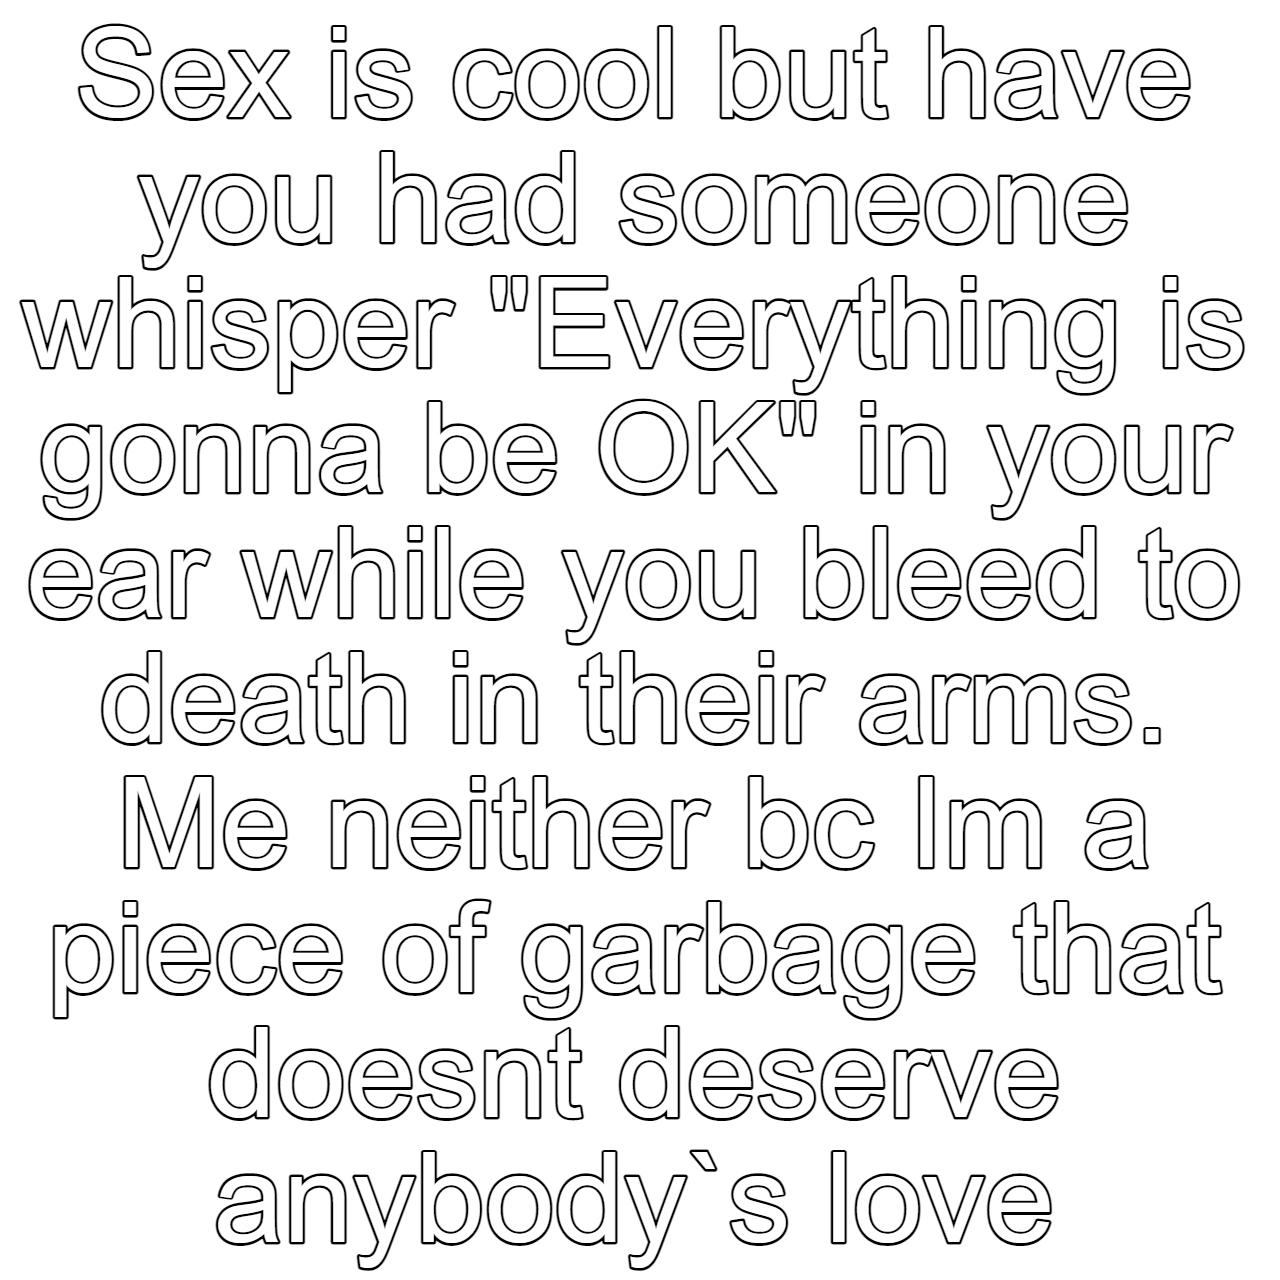 Sex is cool but have
you had someone
whisper "Everything is
gonna be OK" in your
ear while you bleed to
death in their arms.
Me neither bc Im a
piece of garbage that
doesnt deserve
anybody`s love